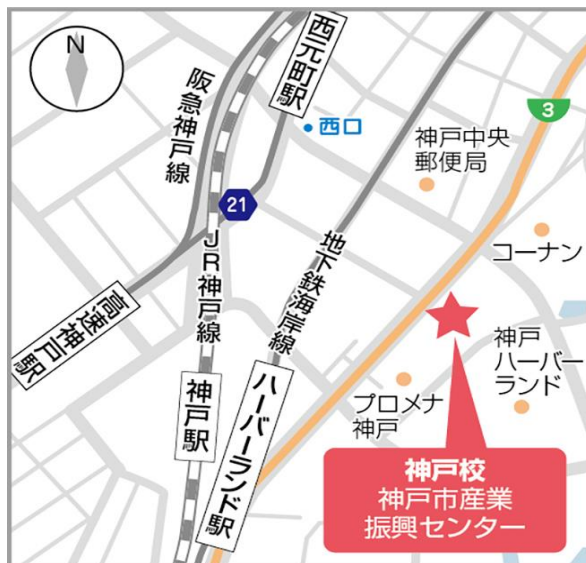 N
西元町駅
3
阪急神戸線
西口
神戸中央
郵便局
21
コーナン
JR神戸線
地下鉄海岸線
高速神戸駅
神戸
ハーバー
ランド
神戸駅
ハーバーランド駅
プロメナ
神戸
神戸校
神戸市産業
振興センター